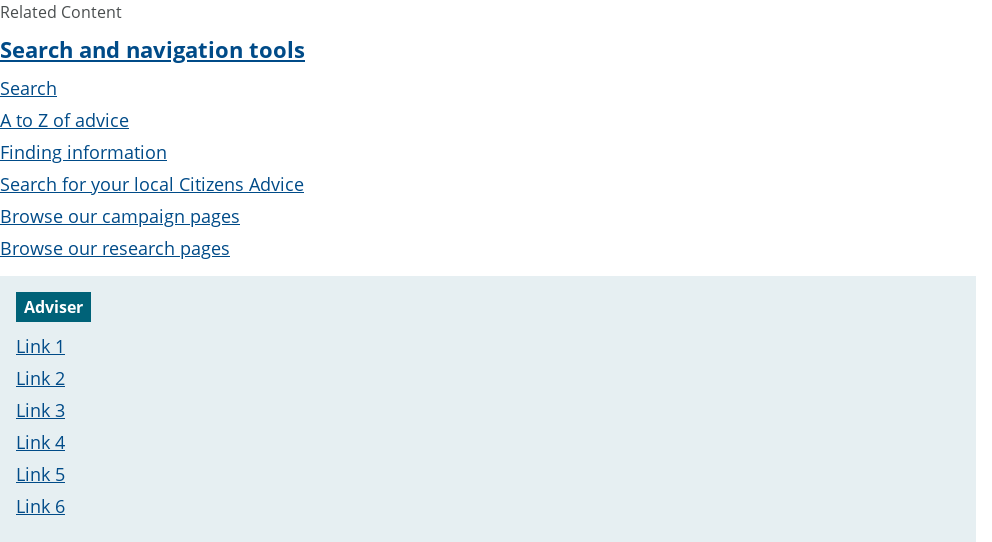 Related Content
Search and navigation tools
Search
A to Z of advice
Finding information
Search for your local Citizens Advice
Browse our campaign pages
Browse our research pages
Adviser
Link 1
Link 2
Link 3
Link 4
Link 5
Link 6